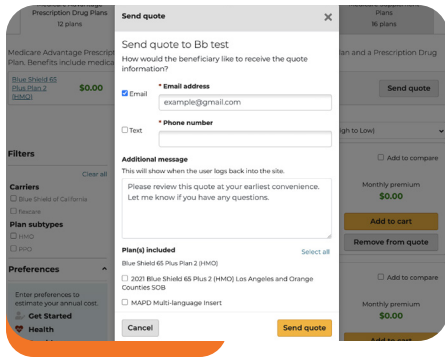 Prescription Drug Plans
12 plans
Plans
16 plans
Medicare Advantage Prescrip
Plan. Benefits include medica
lan and a Prescription Drug
Blue Shield 65
Plus Plan 2
(HMO)
$0.00
Send quote
igh to Low)
Filters
Clear all
Carriers
Blue Shield of California
Plan subtypes
HMO
PPO
Preferences
Enter preferences to
estimate your annual cost.
Get Started
Health
Send quote
Send quote to Bb test
How would the beneficiary like to receive the quote
information?
Email
* Email address
example@gmail.com
Text
* Phone number
Additional message
This will show when the user logs back into the site.
Please review this quote at your earliest convenience.
Let me know if you have any questions.
Plan(s) included
Select all
Blue Shield 65 Plus Plan 2 (HMO)
2021 Blue Shield 65 Plus 2 (HMO) Los Angeles and Orange
Counties SOB
MAPD Multi-language Insert
Cancel
Send quote
Add to compare
Monthly premium
$0.00
Add to cart
Remove from quote
Add to compare
Monthly premium
$0.00
Add to cart